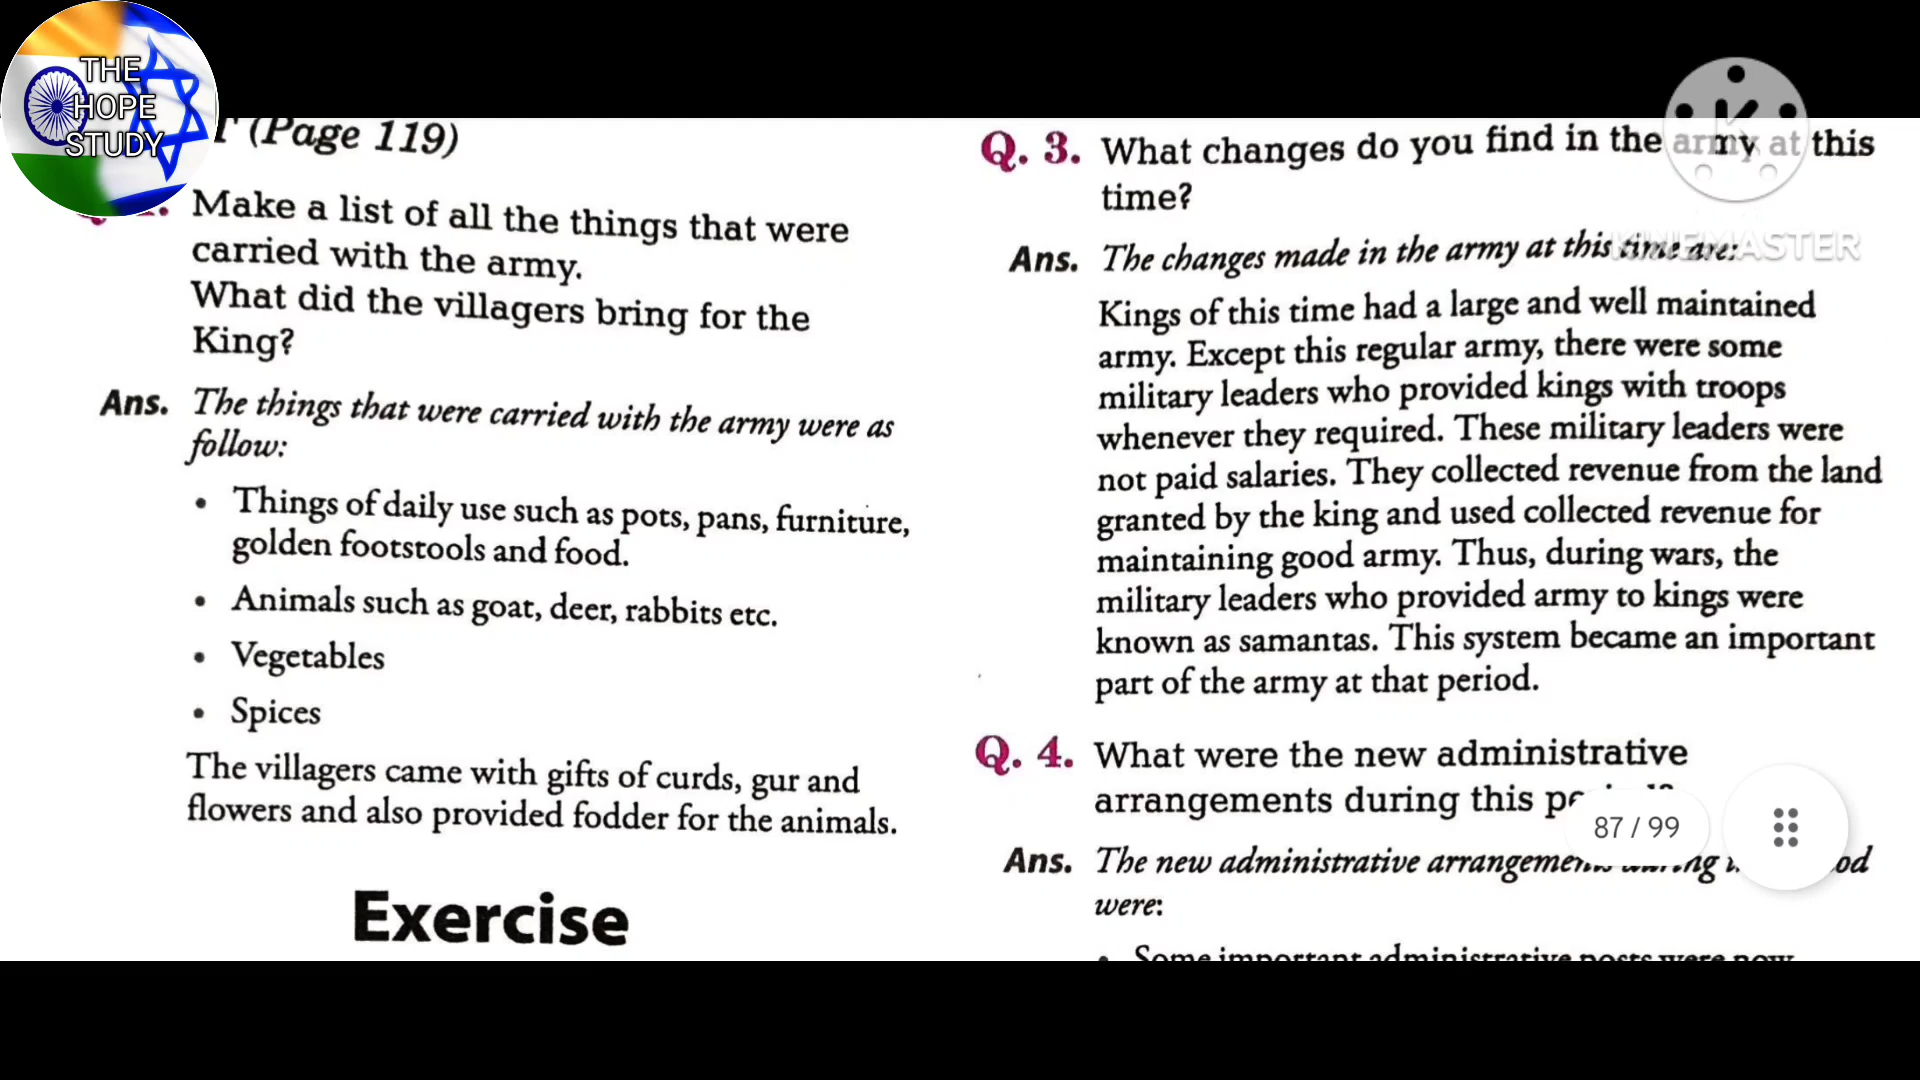 THE
HOPE
STUDY
(Page 119)
Make a list of all the things that were
carried with the army.
What did the villagers bring for the
King?
Ans. The things that were carried with the army were as
follow:
• Things of daily use such as pots, pans, furniture,
golden footstools and food.
• Animals such as goat, deer, rabbits etc.
• Vegetables
• Spices
The villagers came with gifts of curds, gur and
flowers and also provided fodder for the animals.
Exercise
Q. 3. What changes do you find in the army at this
time?
Ans. The changes made in the army at this time are:
Kings of this time had a large and well maintained
army. Except this regular army, there were some
military leaders who provided kings with troops
whenever they required. These military leaders were
not paid salaries. They collected revenue from the land
granted by the king and used collected revenue for
maintaining good army. Thus, during wars, the
military leaders who provided army to kings were
known as samantas. This system became an important
part of the army at that period.
Q. 4. What were the new administrative
arrangements during this
Ans. The new administrative
were:
• Some important administrative posts were now
K
KINEMASTER
87 / 99